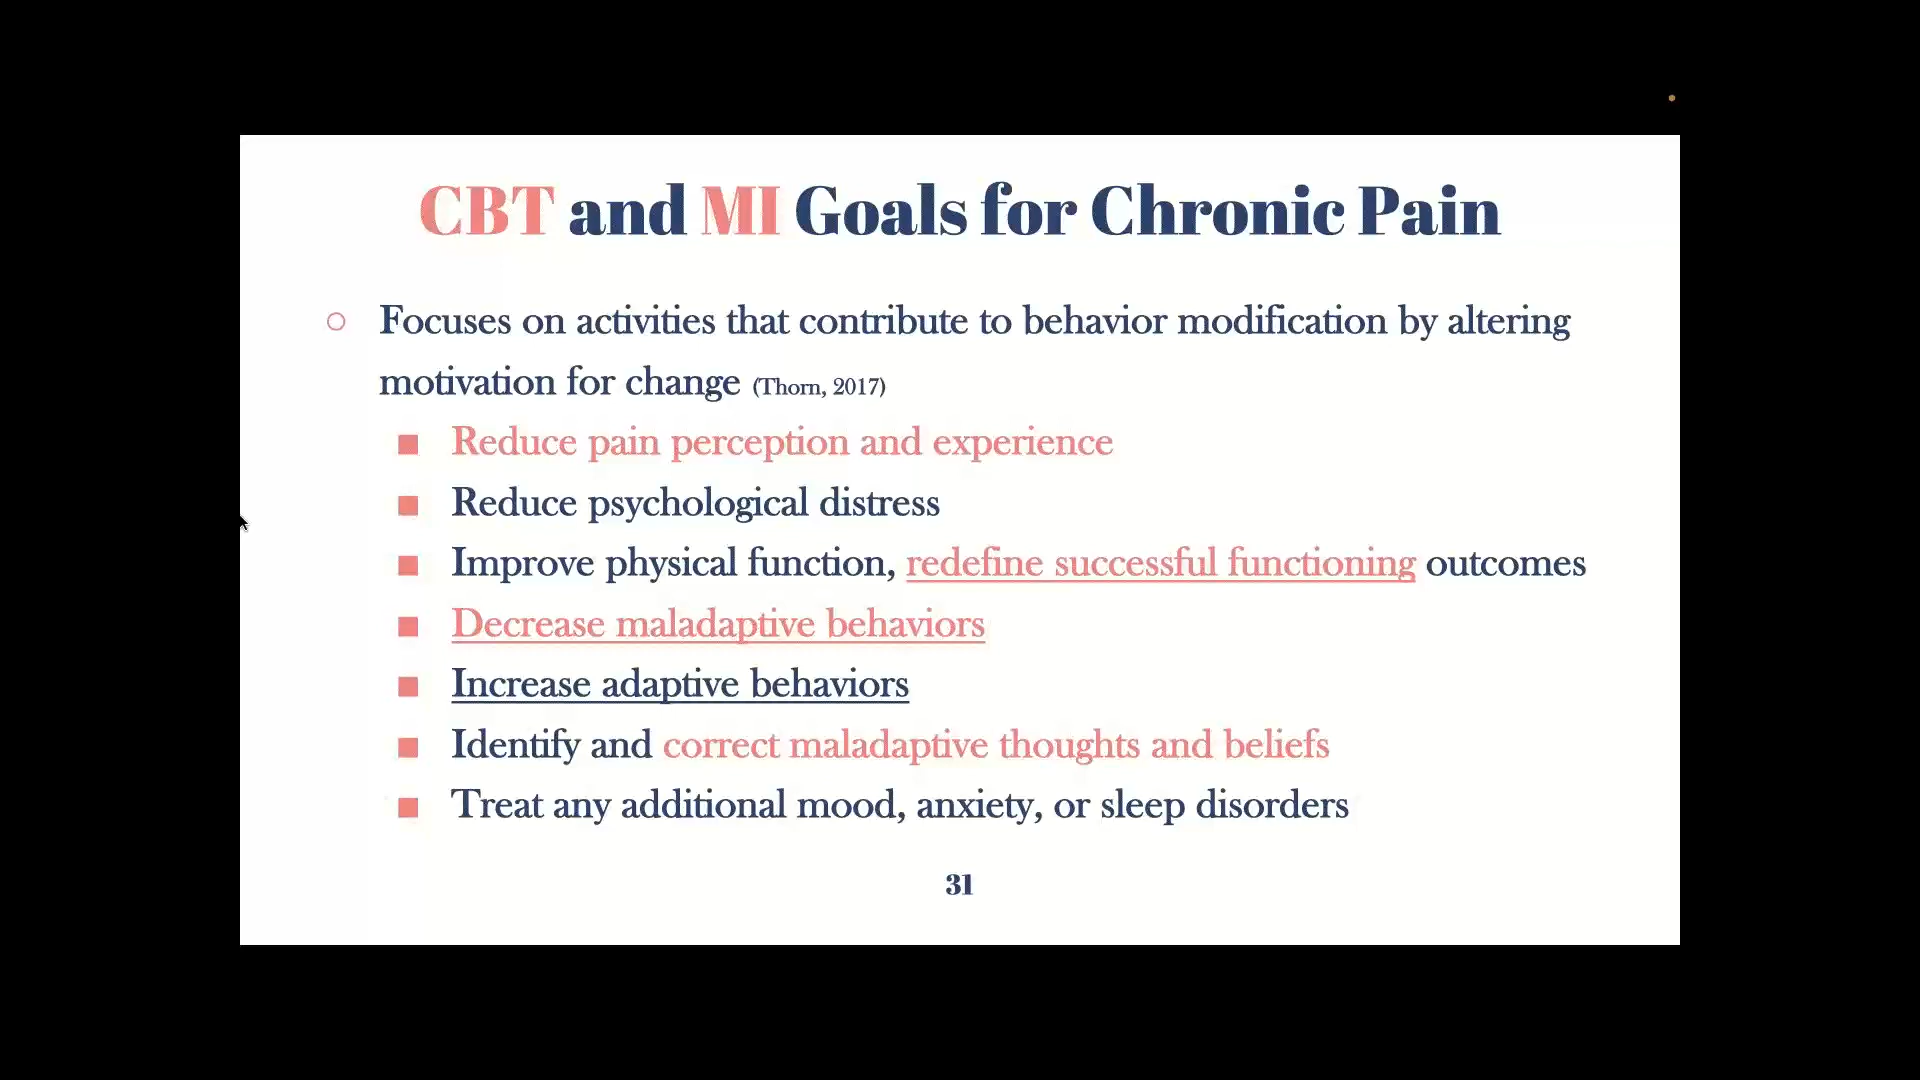 CBT and MI Goals for Chronic Pain
Focuses on activities that contribute to behavior modification by altering
motivation for change (Thorn, 2017)
Reduce pain perception and experience
Reduce psychological distress
Improve physical function, redefine successful functioning outcomes
Decrease maladaptive behaviors
Increase adaptive behaviors
Identify and correct maladaptive thoughts and beliefs
Treat any additional mood, anxiety, or sleep disorders
31